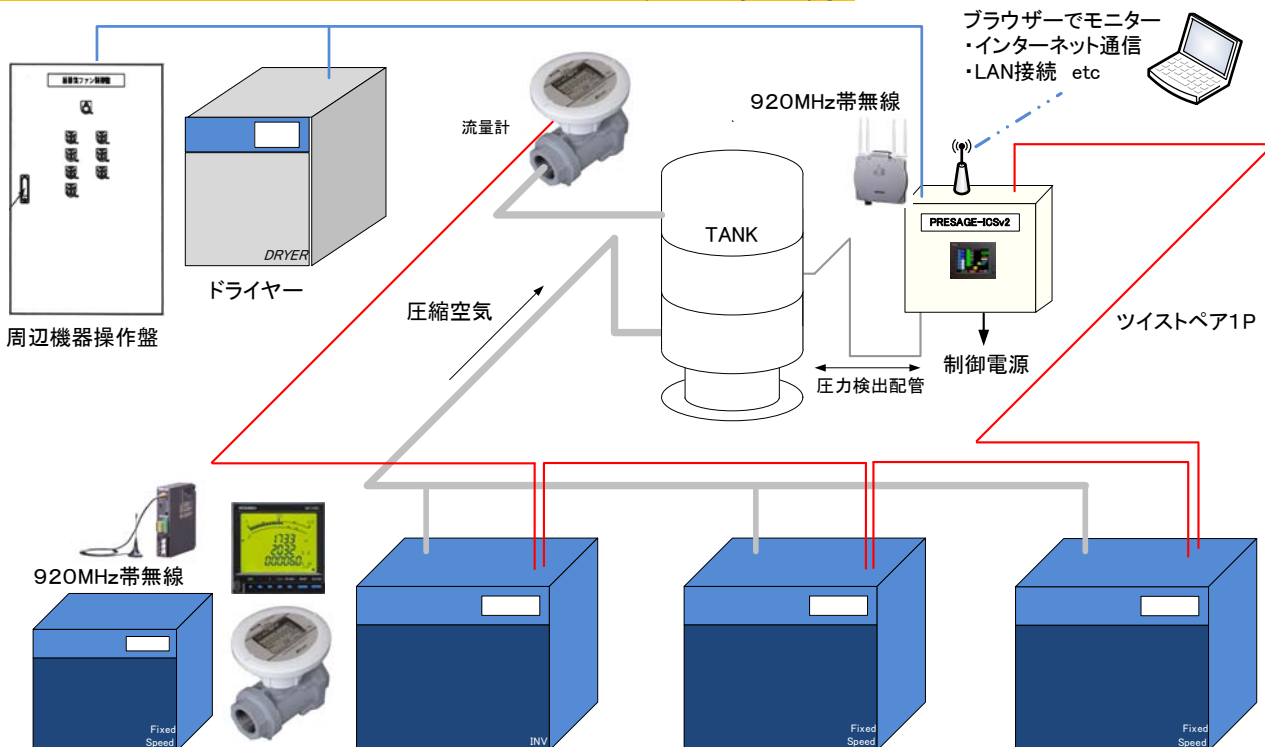 ブラウザーでモニター
・インターネット通信
・LAN接続 etc
920MHz帯無線
流量計
PRESAGE-ICSv2
TANK
DRYER
ドライヤー
周辺機器操作盤
圧縮空気
ツイストペア1P
制御電源
圧力検出配管
920MHz帯無線
1733
2032
000060
Fixed
Speed
INV
Fixed
Speed
Fixed
Speed